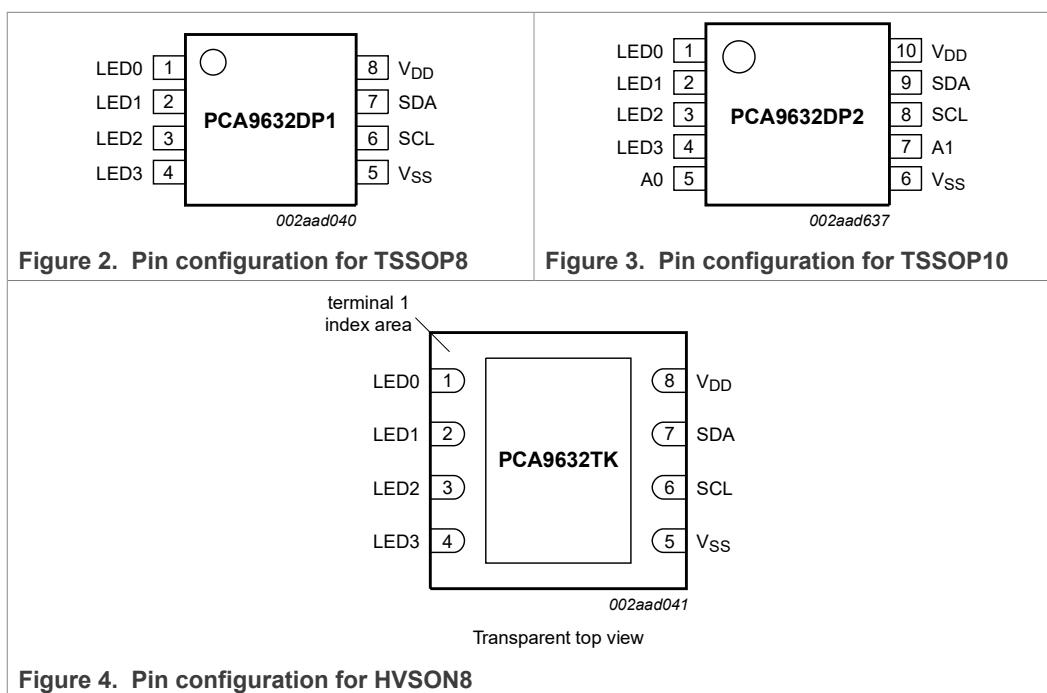 LED0 1 8 VDD
LED1 2 7 SDA
PCA9632DP1
LED2 3 6 SCL
LED3 4 5 VSS
002aad040
Figure 2. Pin configuration for TSSOP8
LED0 1 10 VDD
LED1 2 9 SDA
LED2 3 PCA9632DP2 8 SCL
LED3 4 7 A1
A0 5 6 VSS
002aad637
Figure 3. Pin configuration for TSSOP10
terminal 1
index area
LED0 1 8 VDD
LED1 2 7 SDA
PCA9632TK
LED2 3 6 SCL
LED3 4 5 VSS
002aad041
Transparent top view
Figure 4. Pin configuration for HVSON8